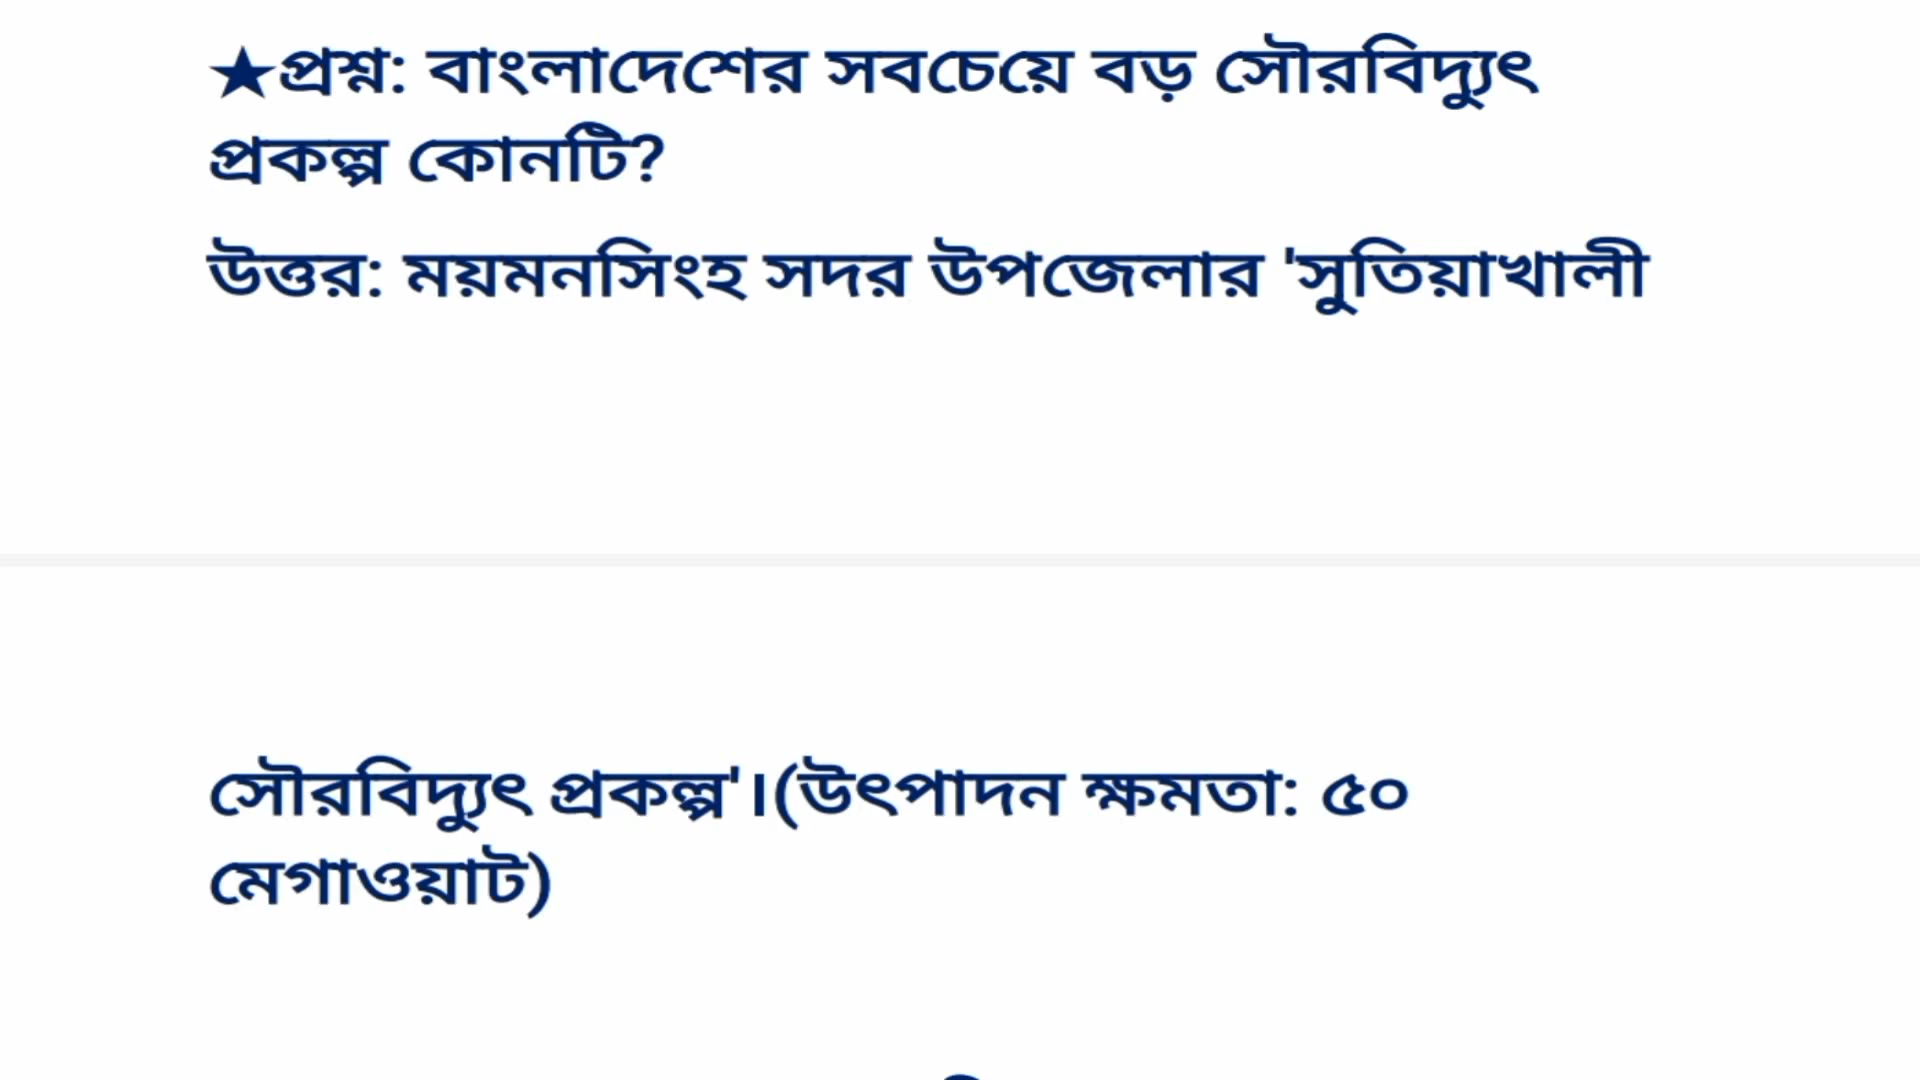 ★প্রশ্ন: বাংলাদেশের সবচেয়ে বড় সৌরবিদ্যুৎ
প্রকল্প কোনটি?
উত্তর: ময়মনসিংহ সদর উপজেলার 'সুতিয়াখালী
সৌরবিদ্যুৎ প্রকল্প'।(উৎপাদন ক্ষমতা: ৫০
মেগাওয়াট)